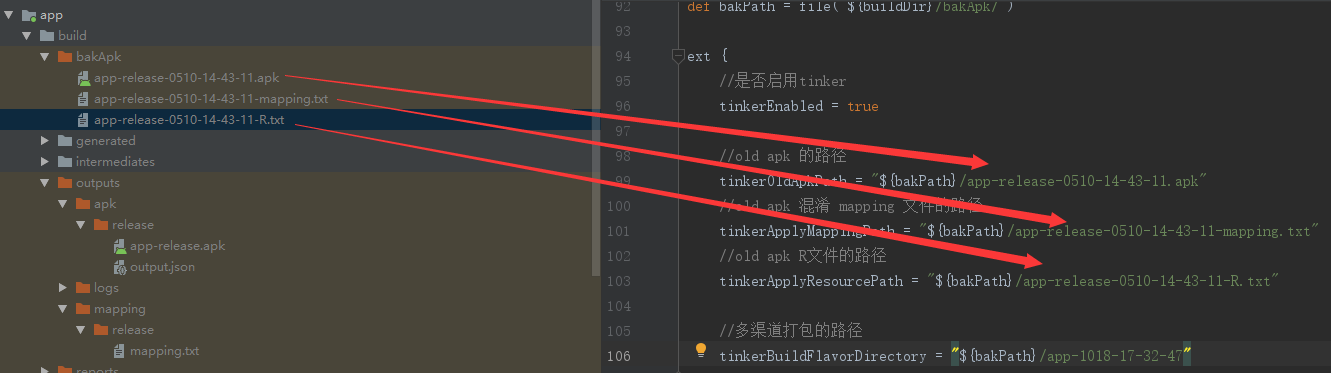 app
build
bakApk
app-release-0510-14-43-11.apk
app-release-0510-14-43-11-mapping.txt
app-release-0510-14-43-11-R.txt
generated
intermediates
outputs
apk
release
app-release.apk
output.json
logs
mapping
release
mapping.txt
reports
92 def bakPath = file("${buildDir}/bakApk/")
93
94 ext {
95 //是否启用tinker
96 tinkerEnabled = true
97
98 //old apk 的路径
99 tinkerOldApkPath = "${bakPath}/app-release-0510-14-43-11.apk"
100 //old apk 混淆 mapping 文件的路径
101 tinkerApplyMappingPath = "${bakPath}/app-release-0510-14-43-11-mapping.txt"
102 //old apk R文件的路径
103 tinkerApplyResourcePath = "${bakPath}/app-release-0510-14-43-11-R.txt"
104
105 //多渠道打包的路径
106 tinkerBuildFlavorDirectory = "${bakPath}/app-1018-17-32-47"